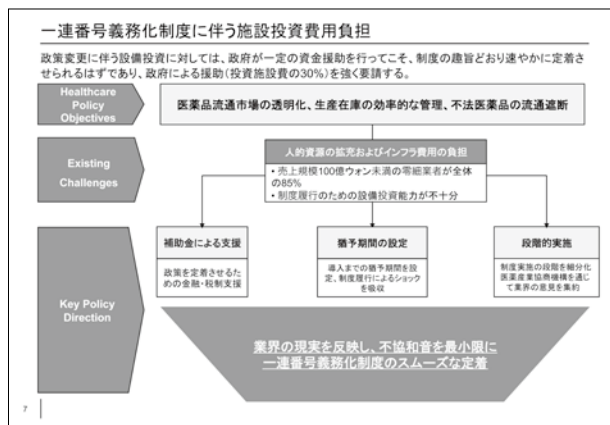 一連番号義務化制度に伴う施設投資費用負担
政策変更に伴う設備投資に対しては、政府が一定の資金援助を行ってこそ、制度の趣旨どおり速やかに定着さ
せられるはずであり、政府による援助(投資施設費の30%)を強く要請する。
Healthcare
Policy
Objectives
医薬品流通市場の透明化、生産在庫の効率的な管理、不法医薬品の流通遮断
Existing
Challenges
人的資源の拡充およびインフラ費用の負担
・売上規模100億ウォン未満の零細業者が全体
の85%
・制度履行のための設備投資能力が不十分
Key Policy
Direction
補助金による支援
政策を定着させるた
めの金融・税制支援
猶予期間の設定
導入までの猶予期間を設
定、制度履行によるショック
を吸収
段階的実施
制度実施の段階を細分化
医薬産業協商機構を通じ
て業界の意見を集約
業界の現実を反映し、不協和音を最小限に
一連番号義務化制度のスムーズな定着
7